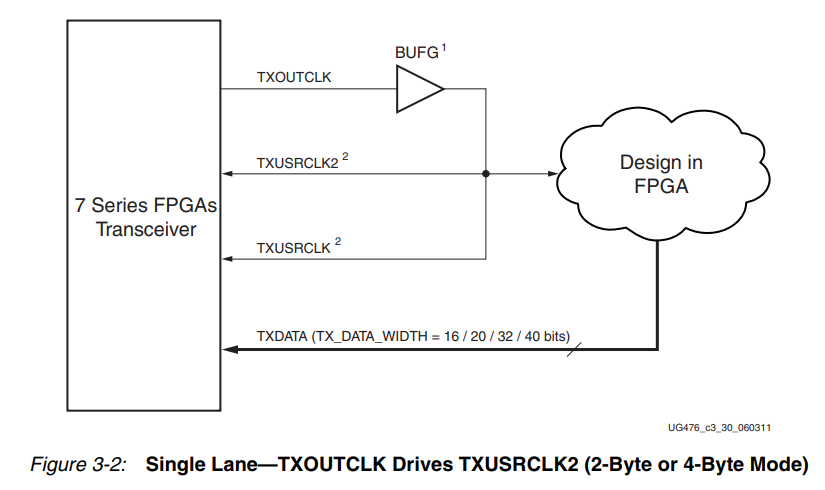 BUFG 1
TXOUTCLK
TXUSRCLK2 2
Design in
FPGA
7 Series FPGAs
Transceiver
TXUSRCLK 2
TXDATA (TX_DATA_WIDTH = 16 / 20 / 32 / 40 bits)
UG476_c3_30_060311
Figure 3-2: Single Lane—TXOUTCLK Drives TXUSRCLK2 (2-Byte or 4-Byte Mode)